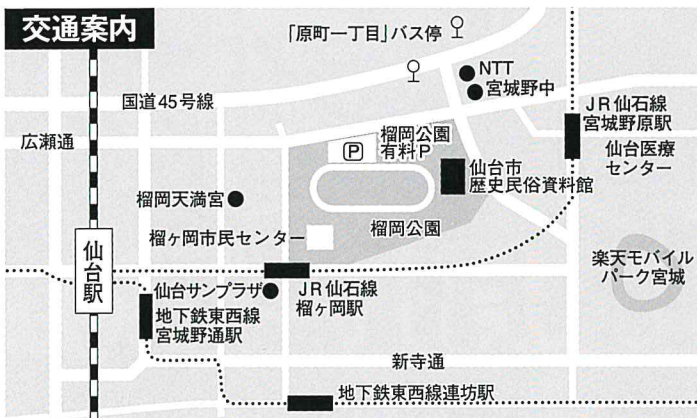 交通案内
「原町一丁目」バス停
NTT
宮城野中
国道45号線
JR仙石線
宮城野原駅
広瀬通
榴岡公園
有料P
P
仙台医療
センター
仙台市
歴史民俗資料館
榴岡天満宮
榴岡公園
榴ヶ岡市民センター
仙台駅
楽天モバイル
パーク宮城
仙台サンプラザ
JR仙石線
榴ヶ岡駅
地下鉄東西線
宮城野通駅
新寺通
地下鉄東西線連坊駅